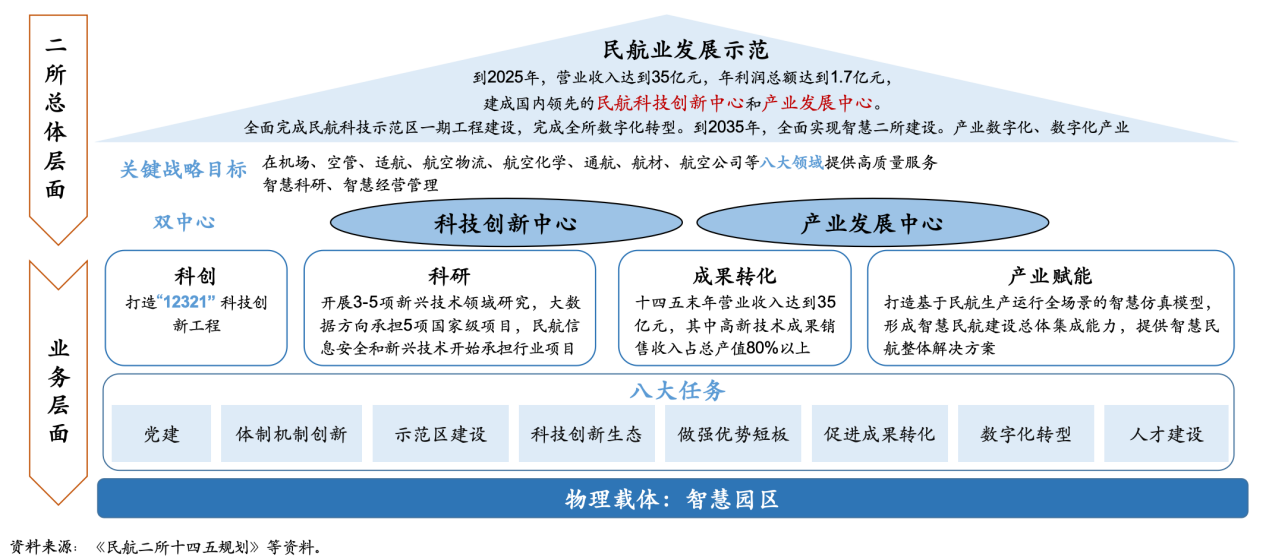 二所总体层面
民航业发展示范
到2025年，营业收入达到35亿元，年利润总额达到1.7亿元，
建成国内领先的民航科技创新中心和产业发展中心。
全面完成民航科技示范区一期工程建设，完成全所数字化转型。到2035年，全面实现智慧二所建设。产业数字化、数字化产业
关键战略目标
在机场、空管、适航、航空物流、航空化学、通航、航材、航空公司等八大领域提供高质量服务
智慧科研、智慧经营管理
双中心
科技创新中心
产业发展中心
业务层面
科创
打造“12321” 科技创
新工程
科研
开展3-5项新兴技术领域研究，大数
据方向承担5项国家级项目，民航信
息安全和新兴技术开始承担行业项目
成果转化
十四五末年营业收入达到35
亿元，其中高新技术成果销
售收入占总产值80%以上
产业赋能
打造基于民航生产运行全场景的智慧仿真模型，
形成智慧民航建设总体集成能力，提供智慧民
航整体解决方案
八大任务
党建
体制机制创新
示范区建设
科技创新生态
做强优势短板
促进成果转化
数字化转型
人才建设
物理载体：智慧园区
资料来源：《民航二所十四五规划》等资料。